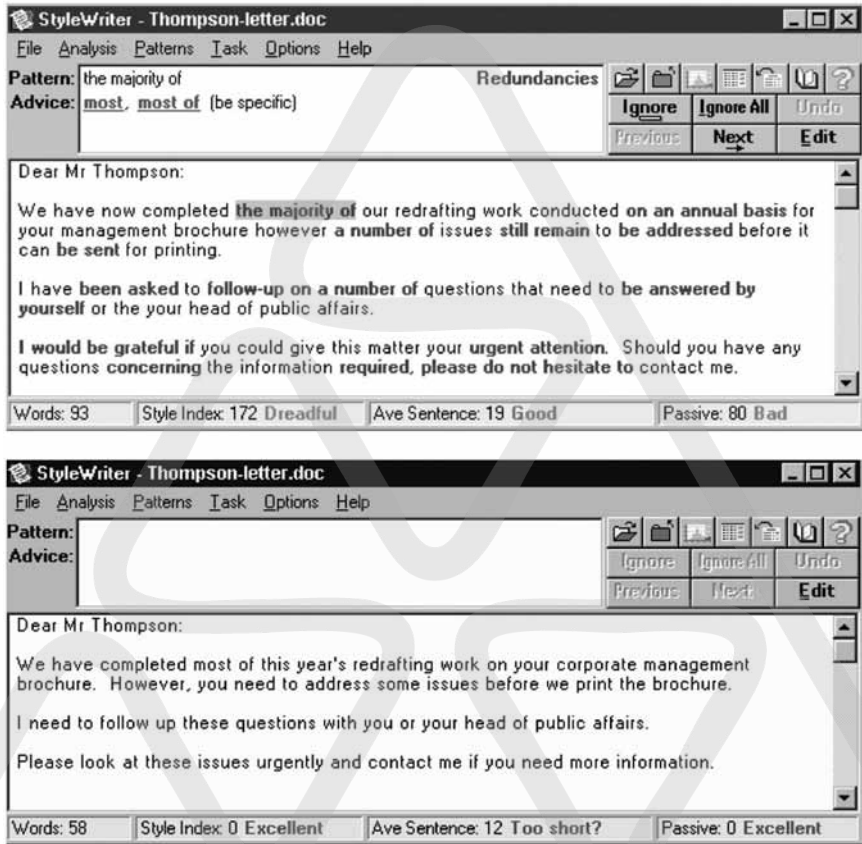 StyleWriter - Thompson-letter.doc
File Analysis Patterns Task Options Help
Pattern: the majority of Redundancies
Advice: most, most of (be specific)
Ignore Ignore All Undo
Previous Next Edit
Dear Mr Thompson:
We have now completed the majority of our redrafting work conducted on an annual basis for
your management brochure however a number of issues still remain to be addressed before it
can be sent for printing.
I have been asked to follow-up on a number of questions that need to be answered by
yourself or the your head of public affairs.
I would be grateful if you could give this matter your urgent attention. Should you have any
questions concerning the information required, please do not hesitate to contact me.
Words: 93 Style Index: 172 Dreadful Ave Sentence: 19 Good Passive: 80 Bad
StyleWriter - Thompson-letter.doc
File Analysis Patterns Task Options Help
Pattern:
Advice:
Ignore Ignore All Undo
Previous Next Edit
Dear Mr Thompson:
We have completed most of this year's redrafting work on your corporate management
brochure. However, you need to address some issues before we print the brochure.
I need to follow up these questions with you or your head of public affairs.
Please look at these issues urgently and contact me if you need more information.
Words: 58 Style Index: 0 Excellent Ave Sentence: 12 Too short? Passive: 0 Excellent